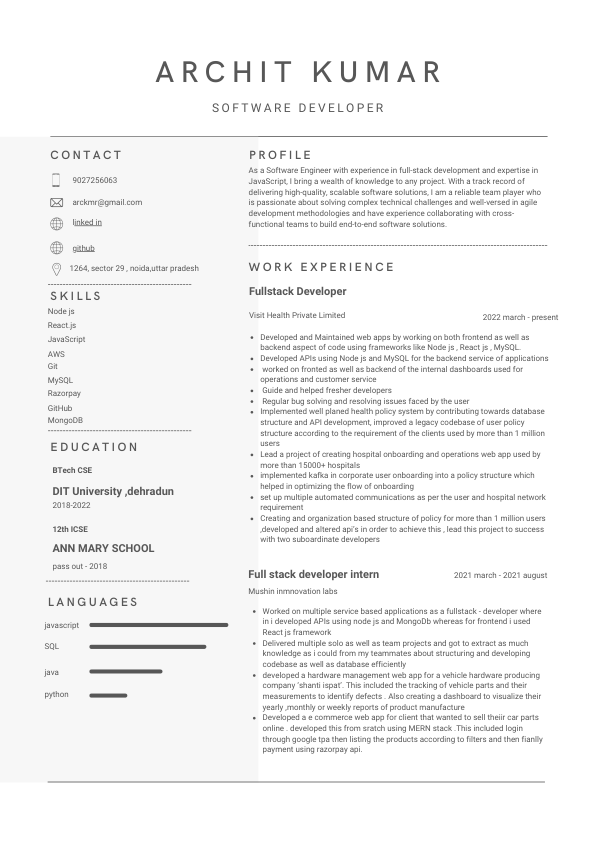 ARCHIT KUMAR
SOFTWARE DEVELOPER
CONTACT
9027256063
arckmr@gmail.com
linked in
github
1264, sector 29 , noida,uttar pradesh
SKILLS
Node js
React.js
JavaScript
AWS
Git
MySQL
Razorpay
GitHub
MongoDB
EDUCATION
BTech CSE
DIT University ,dehradun
2018-2022
12th ICSE
ANN MARY SCHOOL
pass out - 2018
LANGUAGES
javascript
SQL
java
python
PROFILE
As a Software Engineer with experience in full-stack development and expertise in
JavaScript, I bring a wealth of knowledge to any project. With a track record of
delivering high-quality, scalable software solutions, I am a reliable team player who
is passionate about solving complex technical challenges and well-versed in agile
development methodologies and have experience collaborating with cross-
functional teams to build end-to-end software solutions.
WORK EXPERIENCE
Fullstack Developer
Visit Health Private Limited
2022 march - present
• Developed and Maintained web apps by working on both frontend as well as
backend aspect of code using frameworks like Node js , React js , MySQL.
• Developed APIs using Node js and MySQL for the backend service of applications
• worked on fronted as well as backend of the internal dashboards used for
operations and customer service
• Guide and helped fresher developers
• Regular bug solving and resolving issues faced by the user
• Implemented well planed health policy system by contributing towards database
structure and API development, improved a legacy codebase of user policy
structure according to the requirement of the clients used by more than 1 million
users
• Lead a project of creating hospital onboarding and operations web app used by
more than 15000+ hospitals
• implemented kafka in corporate user onboarding into a policy structure which
helped in optimizing the flow of onboarding
• set up multiple automated communications as per the user and hospital network
requirement
• Creating and organization based structure of policy for more than 1 million users
,developed and altered api's in order to achieve this , lead this project to success
with two suboardinate developers
Full stack developer intern
2021 march - 2021 august
Mushin inmnovation labs
• Worked on multiple service based applications as a fullstack - developer where
in i developed APIs using node js and MongoDb whereas for frontend i used
React js framework
• Delivered multiple solo as well as team projects and got to extract as much
knowledge as i could from my teammates about structuring and developing
codebase as well as database efficiently
• developed a hardware management web app for a vehicle hardware producing
company 'shanti ispat'. This included the tracking of vehicle parts and their
measurements to identify defects . Also creating a dashboard to visualize their
yearly ,monthly or weekly reports of product manufacture
• Developed a e commerce web app for client that wanted to sell theiir car parts
online . developed this from sratch using MERN stack .This included login
through google tpa then listing the products according to filters and then fianlly
payment using razorpay api.